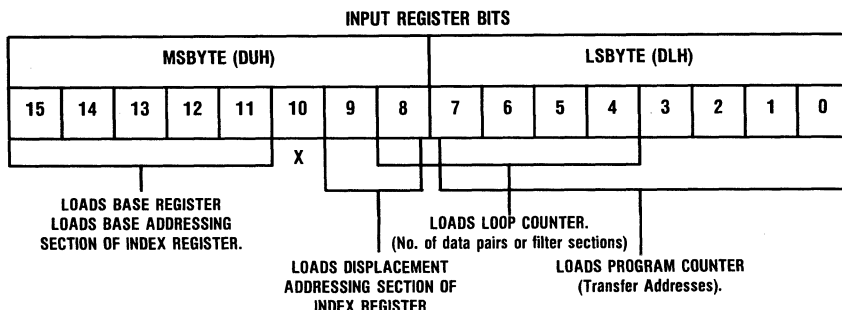 INPUT REGISTER BITS
MSBYTE (DUH) LSBYTE (DLH)
15 14 13 12 11 10 9 8 7 6 5 4 3 2 1 0
X
LOADS BASE REGISTER
LOADS BASE ADDRESSING
SECTION OF INDEX REGISTER.
LOADS LOOP COUNTER.
(No. of data pairs or filter sections)
LOADS DISPLACEMENT
ADDRESSING SECTION OF
INDEX REGISTER
LOADS PROGRAM COUNTER
(Transfer Addresses).